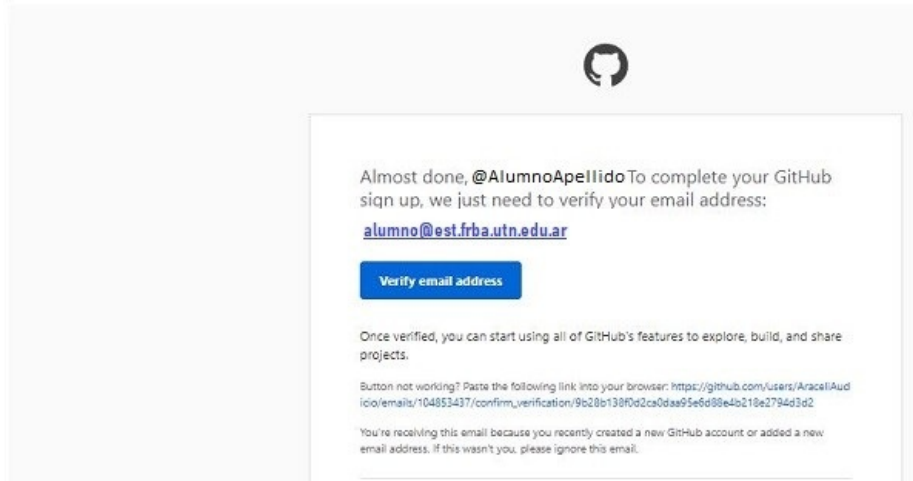 Almost done, @AlumnoApellido To complete your GitHub
sign up, we just need to verify your email address:
alumno@est.frba.utn.edu.ar
Verify email address
Once verified, you can start using all of GitHub's features to explore, build, and share
projects.
Button not working? Paste the following link into your browser: https://github.com/users/AraceliAud
icio/emails/104853437/confirm_verification/9b28b138f0d2ca0daa95e6d88e4b218e2794d3d2
You're receiving this email because you recently created a new GitHub account or added a new
email address. If this wasn't you, please ignore this email.